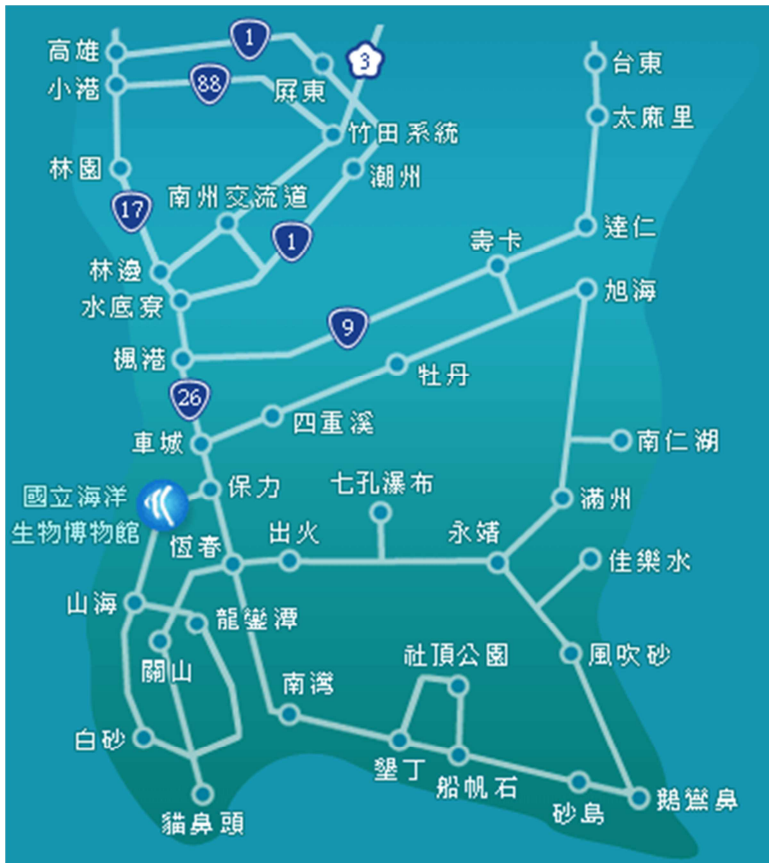 高雄
1
3
台東
小港
88
屏東
太麻里
竹田系統
林園
潮州
17
南州交流道
1
達仁
壽卡
林邊
水底寮
旭海
9
楓港
牡丹
26
四重溪
車城
南仁湖
國立海洋
生物博物館
保力
七孔瀑布
滿州
恆春
出火
永靖
佳樂水
山海
龍鑾潭
關山
社頂公園
風吹砂
南灣
白砂
墾丁
船帆石
砂島
鵝鸞鼻
貓鼻頭